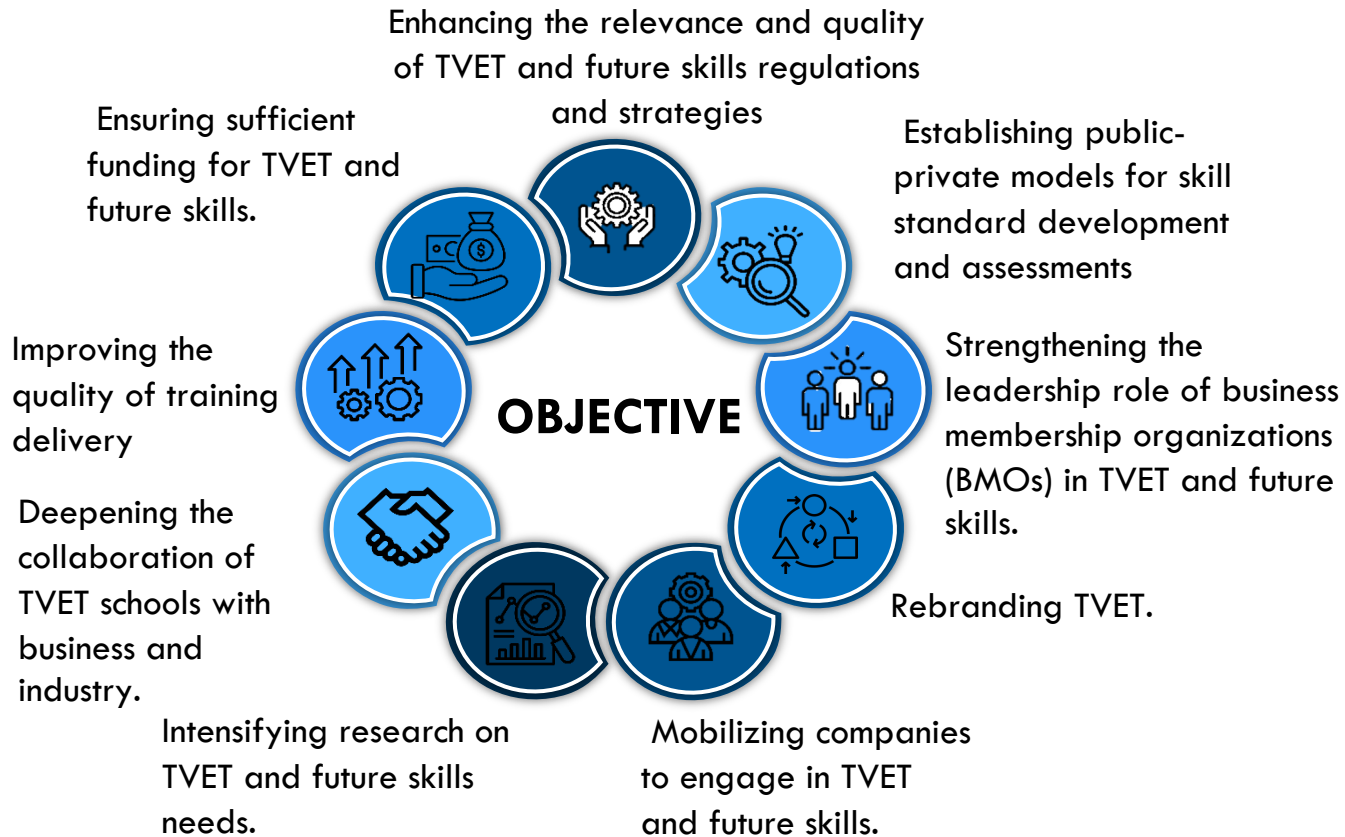 Enhancing the relevance and quality
of TVET and future skills regulations
and strategies
Establishing public-
private models for skill
standard development
and assessments
Strengthening the
leadership role of business
membership organizations
(BMOs) in TVET and future
skills.
Rebranding TVET.
Mobilizing companies
to engage in TVET
and future skills.
Intensifying research on
TVET and future skills
needs.
Deepening the
collaboration of
TVET schools with
business and
industry.
Improving the
quality of training
delivery
Ensuring sufficient
funding for TVET and
future skills.
OBJECTIVE